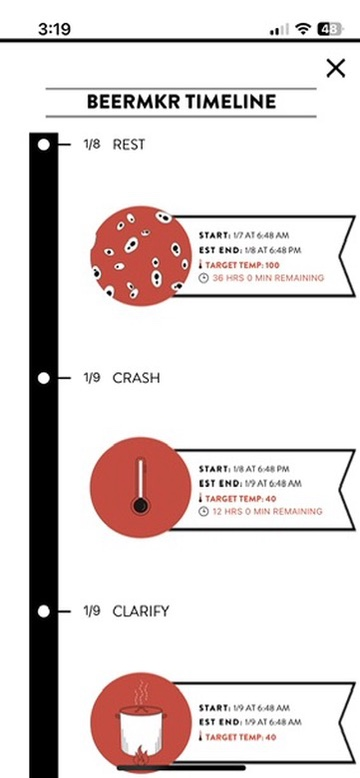 3:19
48
BEERMKR TIMELINE
1/8 REST
START: 1/7 AT 6:48 AM
EST END: 1/8 AT 6:48 PM
TARGET TEMP: 100
36 HRS 0 MIN REMAINING
1/9 CRASH
START: 1/8 AT 6:48 PM
EST END: 1/9 AT 6:48 AM
TARGET TEMP: 40
12 HRS 0 MIN REMAINING
1/9 CLARIFY
START: 1/9 AT 6:48 AM
EST END: 1/9 AT 6:48 AM
TARGET TEMP: 40